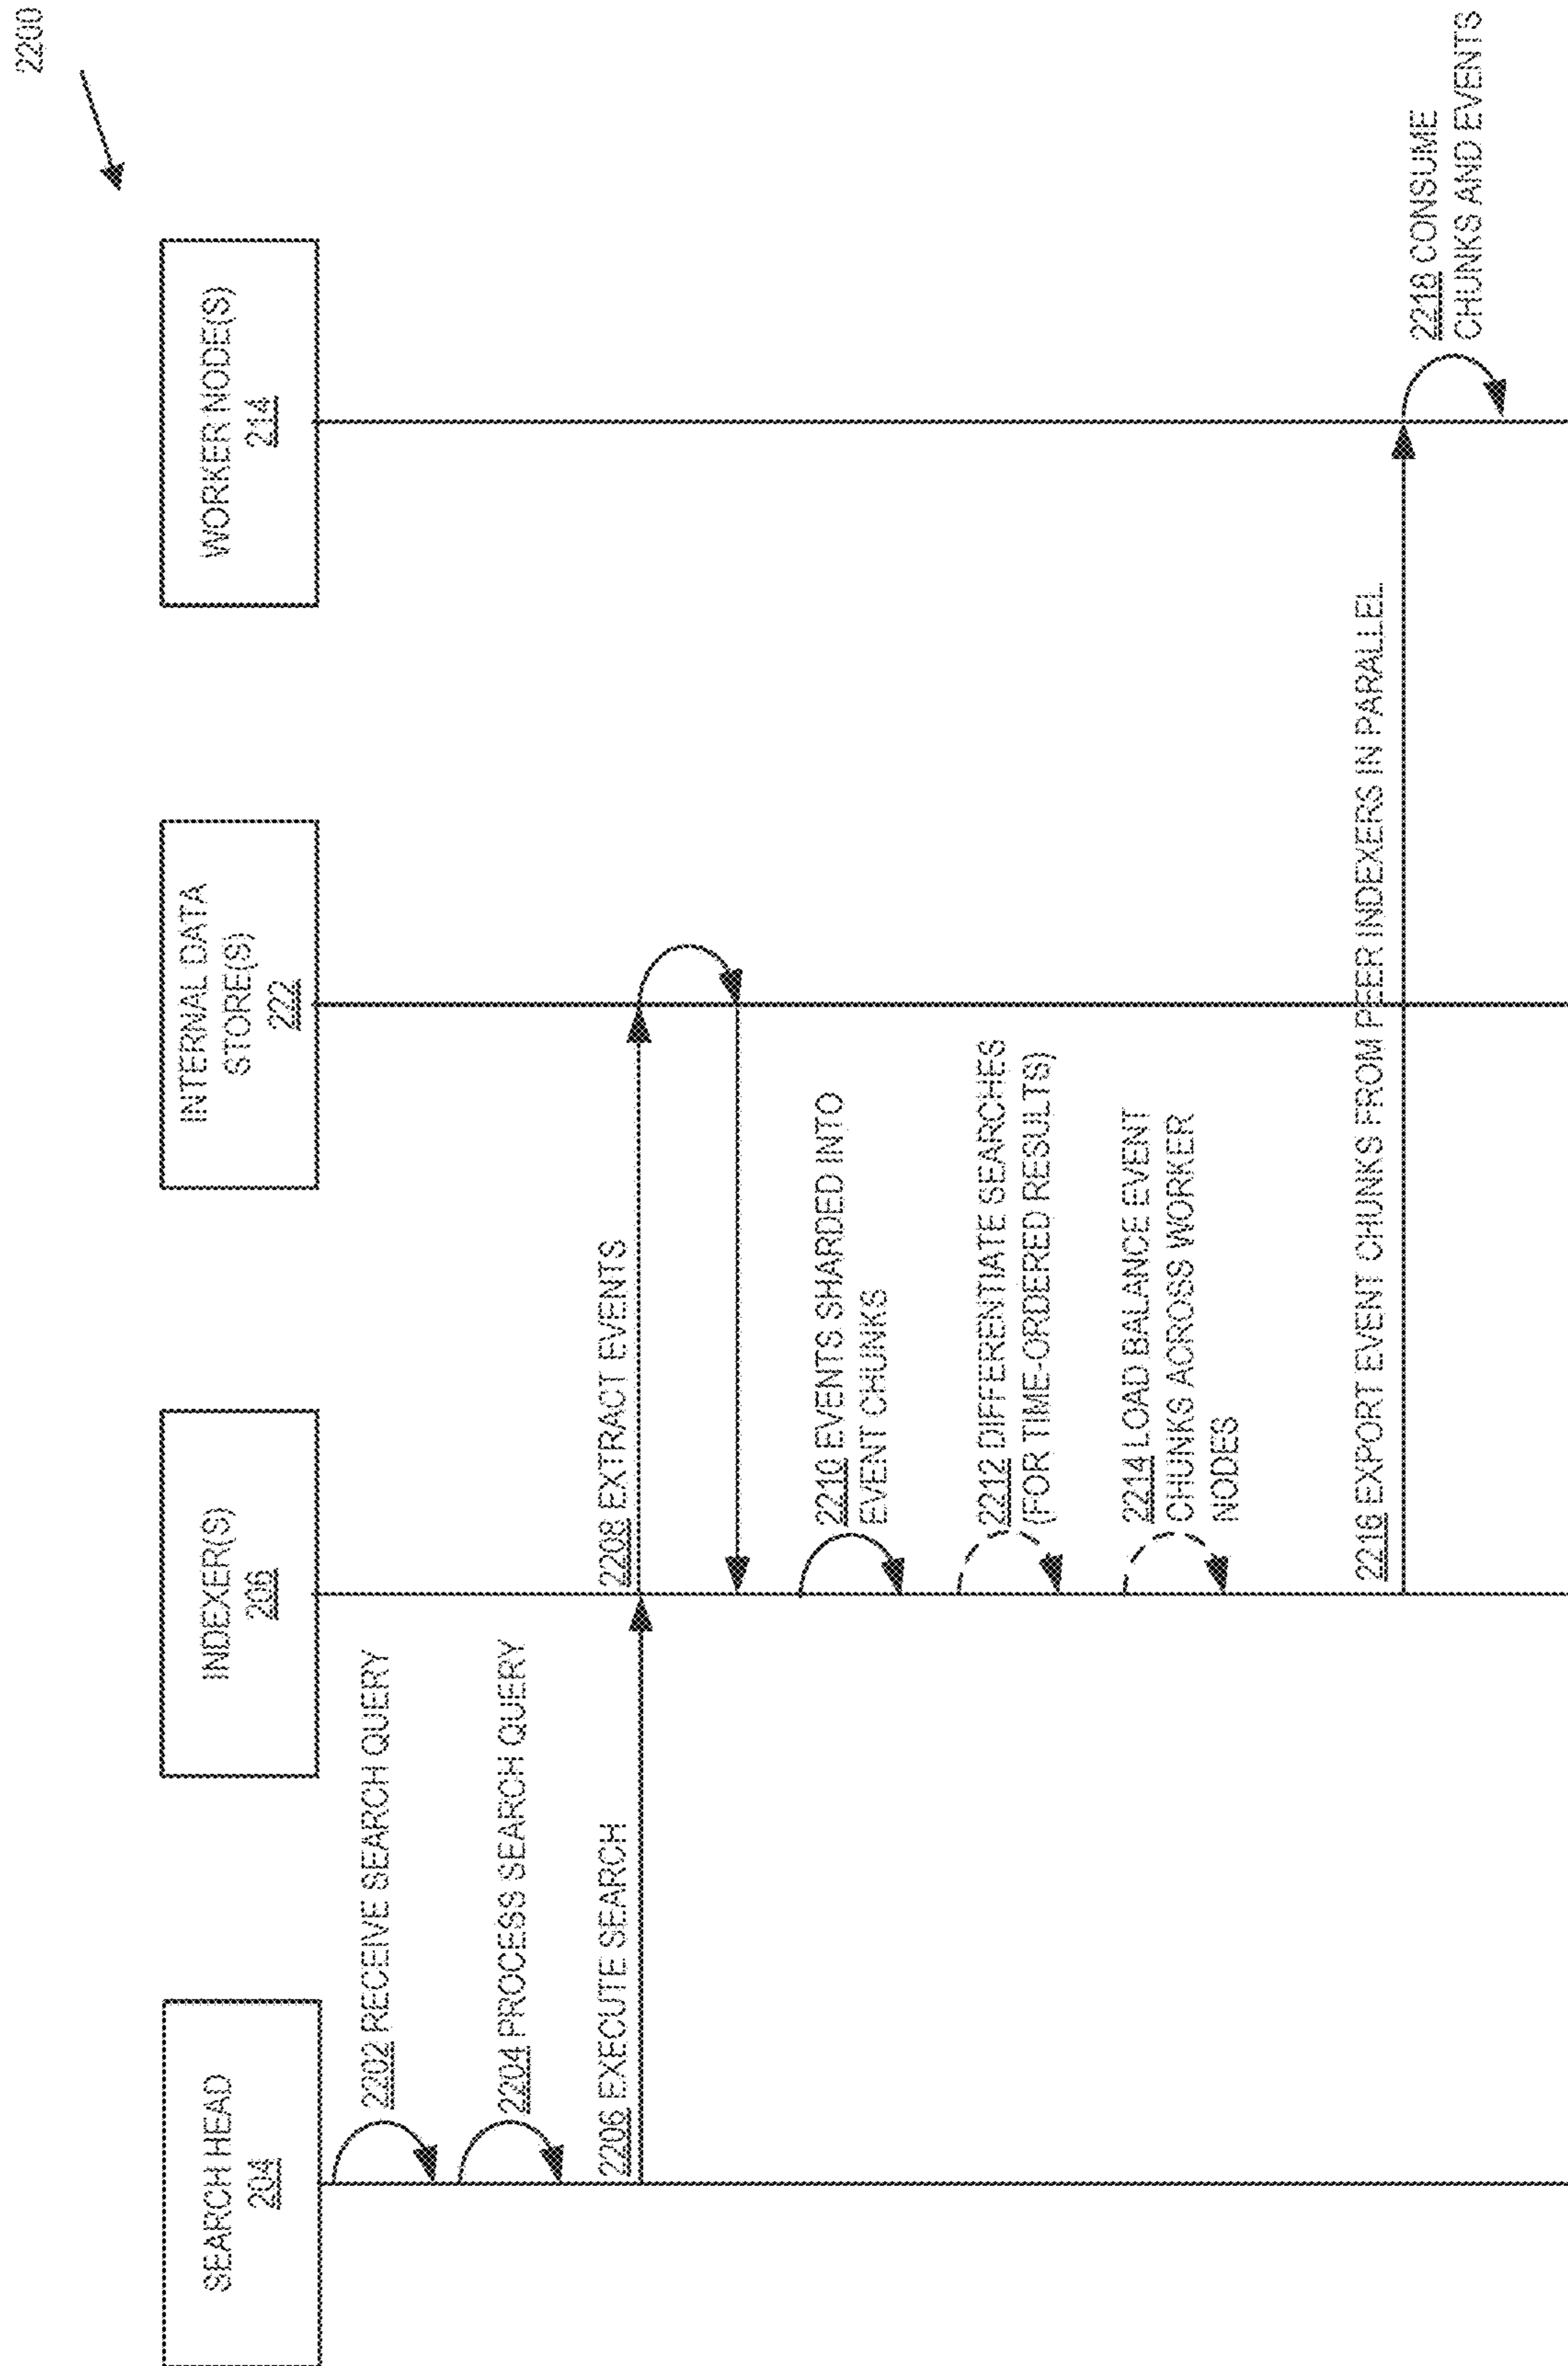 2200
SEARCH HEAD
204
INDEXER(S)
206
INTERNAL DATA
STORE(S)
222
WORKER NODE(S)
214
2202 RECEIVE SEARCH QUERY
2204 PROCESS SEARCH QUERY
2206 EXECUTE SEARCH
2208 EXTRACT EVENTS
2210 EVENTS SHARDED INTO
EVENT CHUNKS
2212 DIFFERENTIATE SEARCHES
(FOR TIME-ORDERED RESULTS)
2214 LOAD BALANCE EVENT
CHUNKS ACROSS WORKER
NODES
2216 EXPORT EVENT CHUNKS FROM PEER INDEXERS IN PARALLEL
2218 CONSUME
CHUNKS AND EVENTS